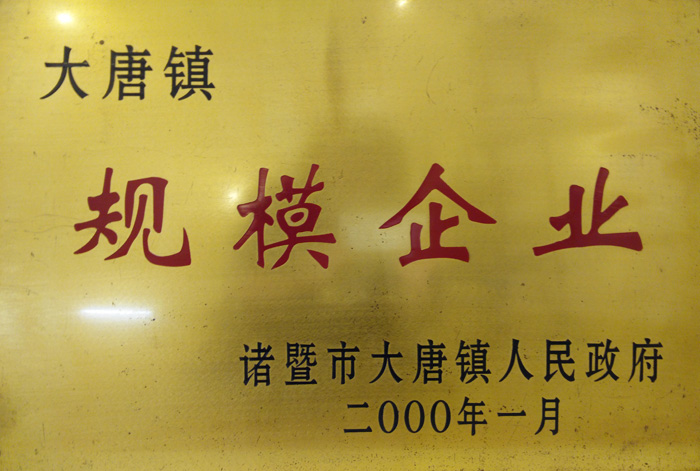 大唐镇
规模企业
诸暨市大唐镇人民政府
二000年一月